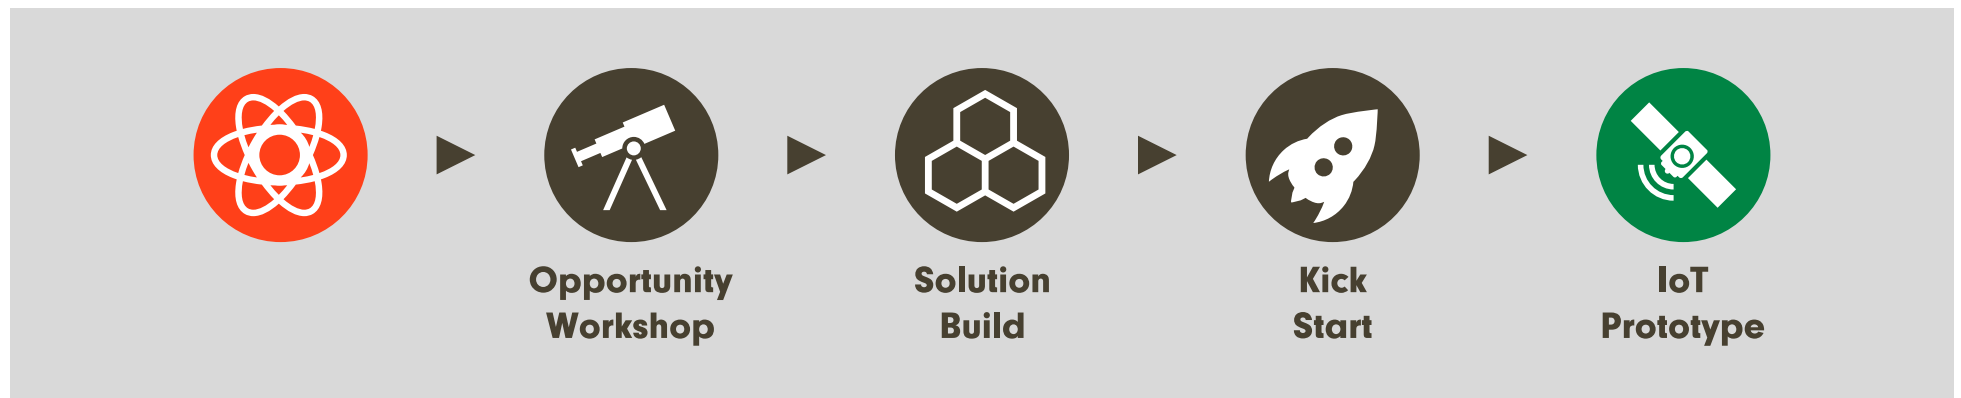 Opportunity
Workshop
Solution
Build
Kick
Start
IoT
Prototype